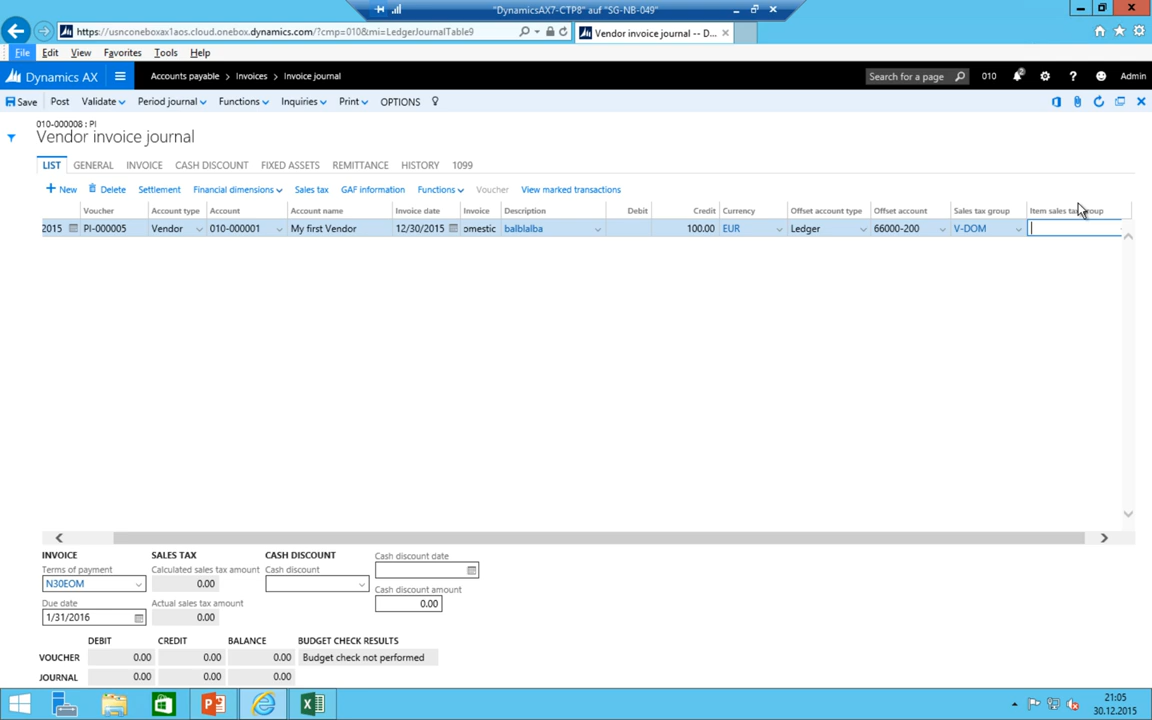 "DynamicsAX7-CTP8" auf "SG-NB-049"
https://usnconeboxax1aos.cloud.onebox.dynamics.com/?cmp=010&mi=LedgerJournalTable9
Vendor invoice journal -- D...
File Edit View Favorites Tools Help
Dynamics AX Accounts payable > Invoices > Invoice journal Search for a page 010 2 ? Admin
Save Post Validate Period journal Functions Inquiries Print OPTIONS
010-000008 : PI
Vendor invoice journal
LIST GENERAL INVOICE CASH DISCOUNT FIXED ASSETS REMITTANCE HISTORY 1099
+ New Delete Settlement Financial dimensions Sales tax GAF information Functions Voucher View marked transactions
Voucher Account type Account Account name Invoice date Invoice Description Debit Credit Currency Offset account type Offset account Sales tax group Item sales tax group
2015 PI-000005 Vendor 010-000001 My first Vendor 12/30/2015 omestic balblalba 100.00 EUR Ledger 66000-200 V-DOM
INVOICE SALES TAX CASH DISCOUNT Cash discount date
Terms of payment Calculated sales tax amount Cash discount
N30EOM 0.00
Cash discount amount
Due date Actual sales tax amount 0.00
1/31/2016 0.00
DEBIT CREDIT BALANCE BUDGET CHECK RESULTS
VOUCHER 0.00 0.00 0.00 Budget check not performed
JOURNAL 0.00 0.00 0.00
21:05
30.12.2015